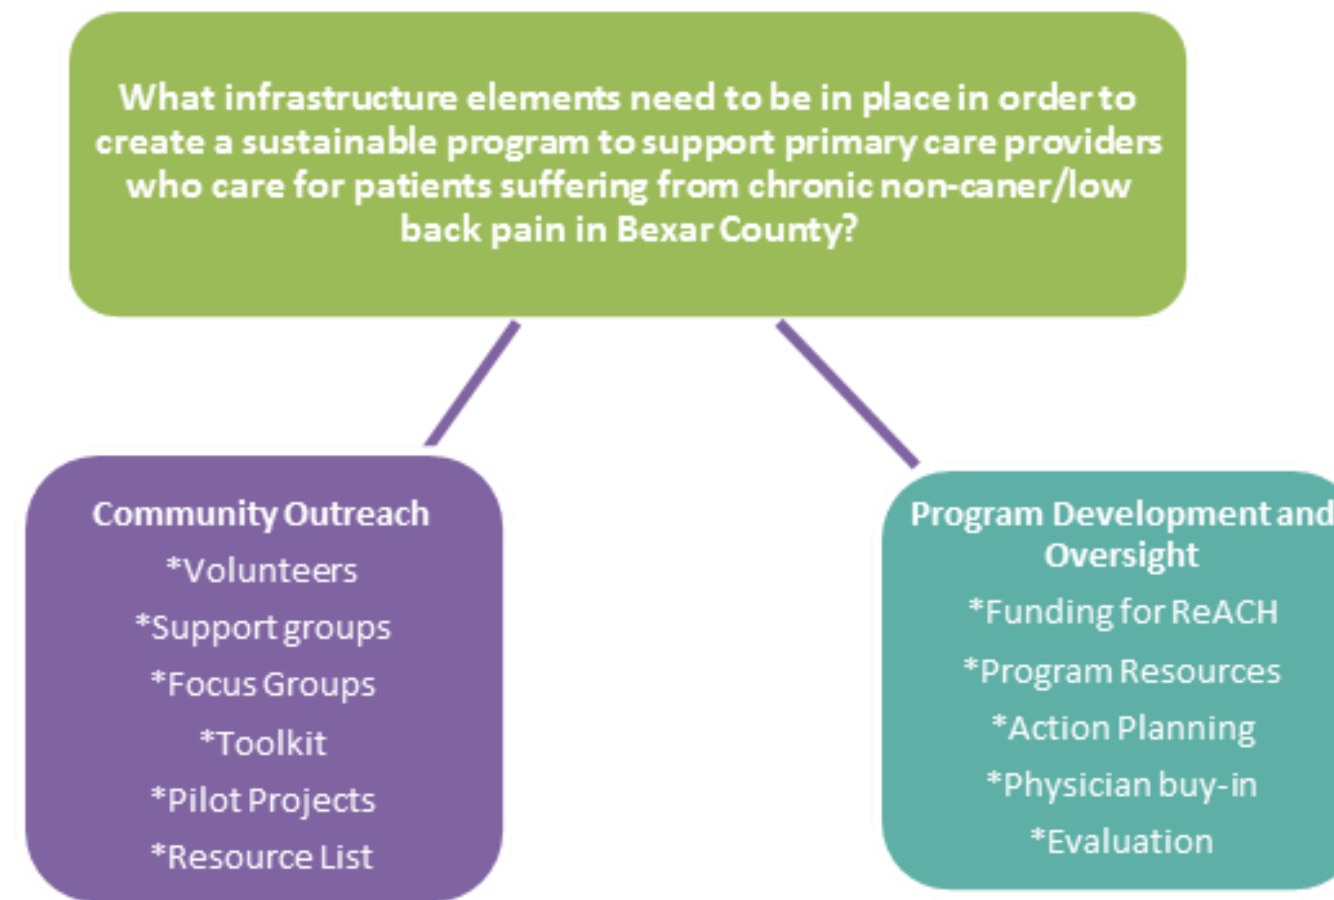 What infrastructure elements need to be in place in order to
create a sustainable program to support primary care providers
who care for patients suffering from chronic non-caner/low
back pain in Bexar County?
Community Outreach
*Volunteers
*Support groups
*Focus Groups
*Toolkit
*Pilot Projects
*Resource List
Program Development and
Oversight
*Funding for ReACH
*Program Resources
*Action Planning
*Physician buy-in
*Evaluation